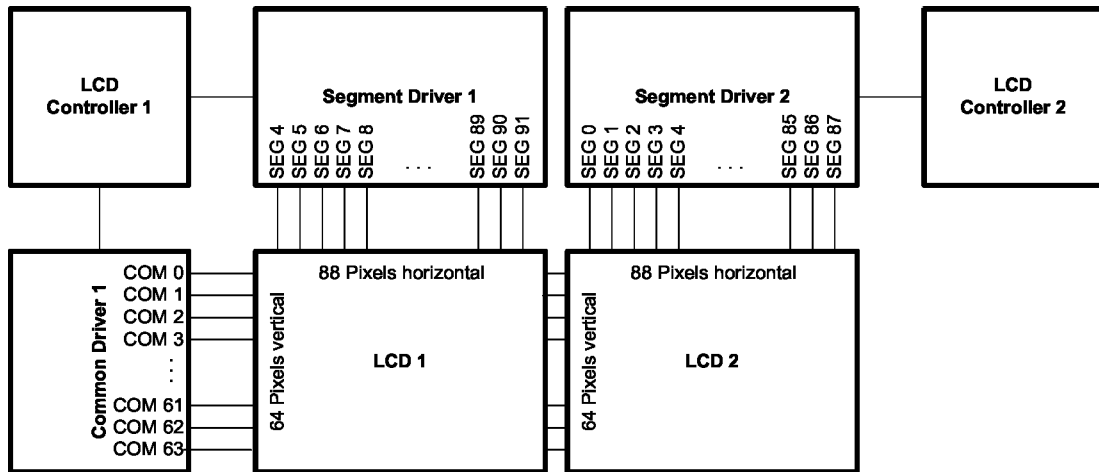 LCD
Controller 1
Segment Driver 1
SEG 4
SEG 5
SEG 6
SEG 7
SEG 8
. . .
SEG 89
SEG 90
SEG 91
Segment Driver 2
SEG 0
SEG 1
SEG 2
SEG 3
SEG 4
. . .
SEG 85
SEG 86
SEG 87
LCD
Controller 2
Common Driver 1
COM 0
COM 1
COM 2
COM 3
. . .
COM 61
COM 62
COM 63
88 Pixels horizontal
64 Pixels vertical
LCD 1
88 Pixels horizontal
64 Pixels vertical
LCD 2